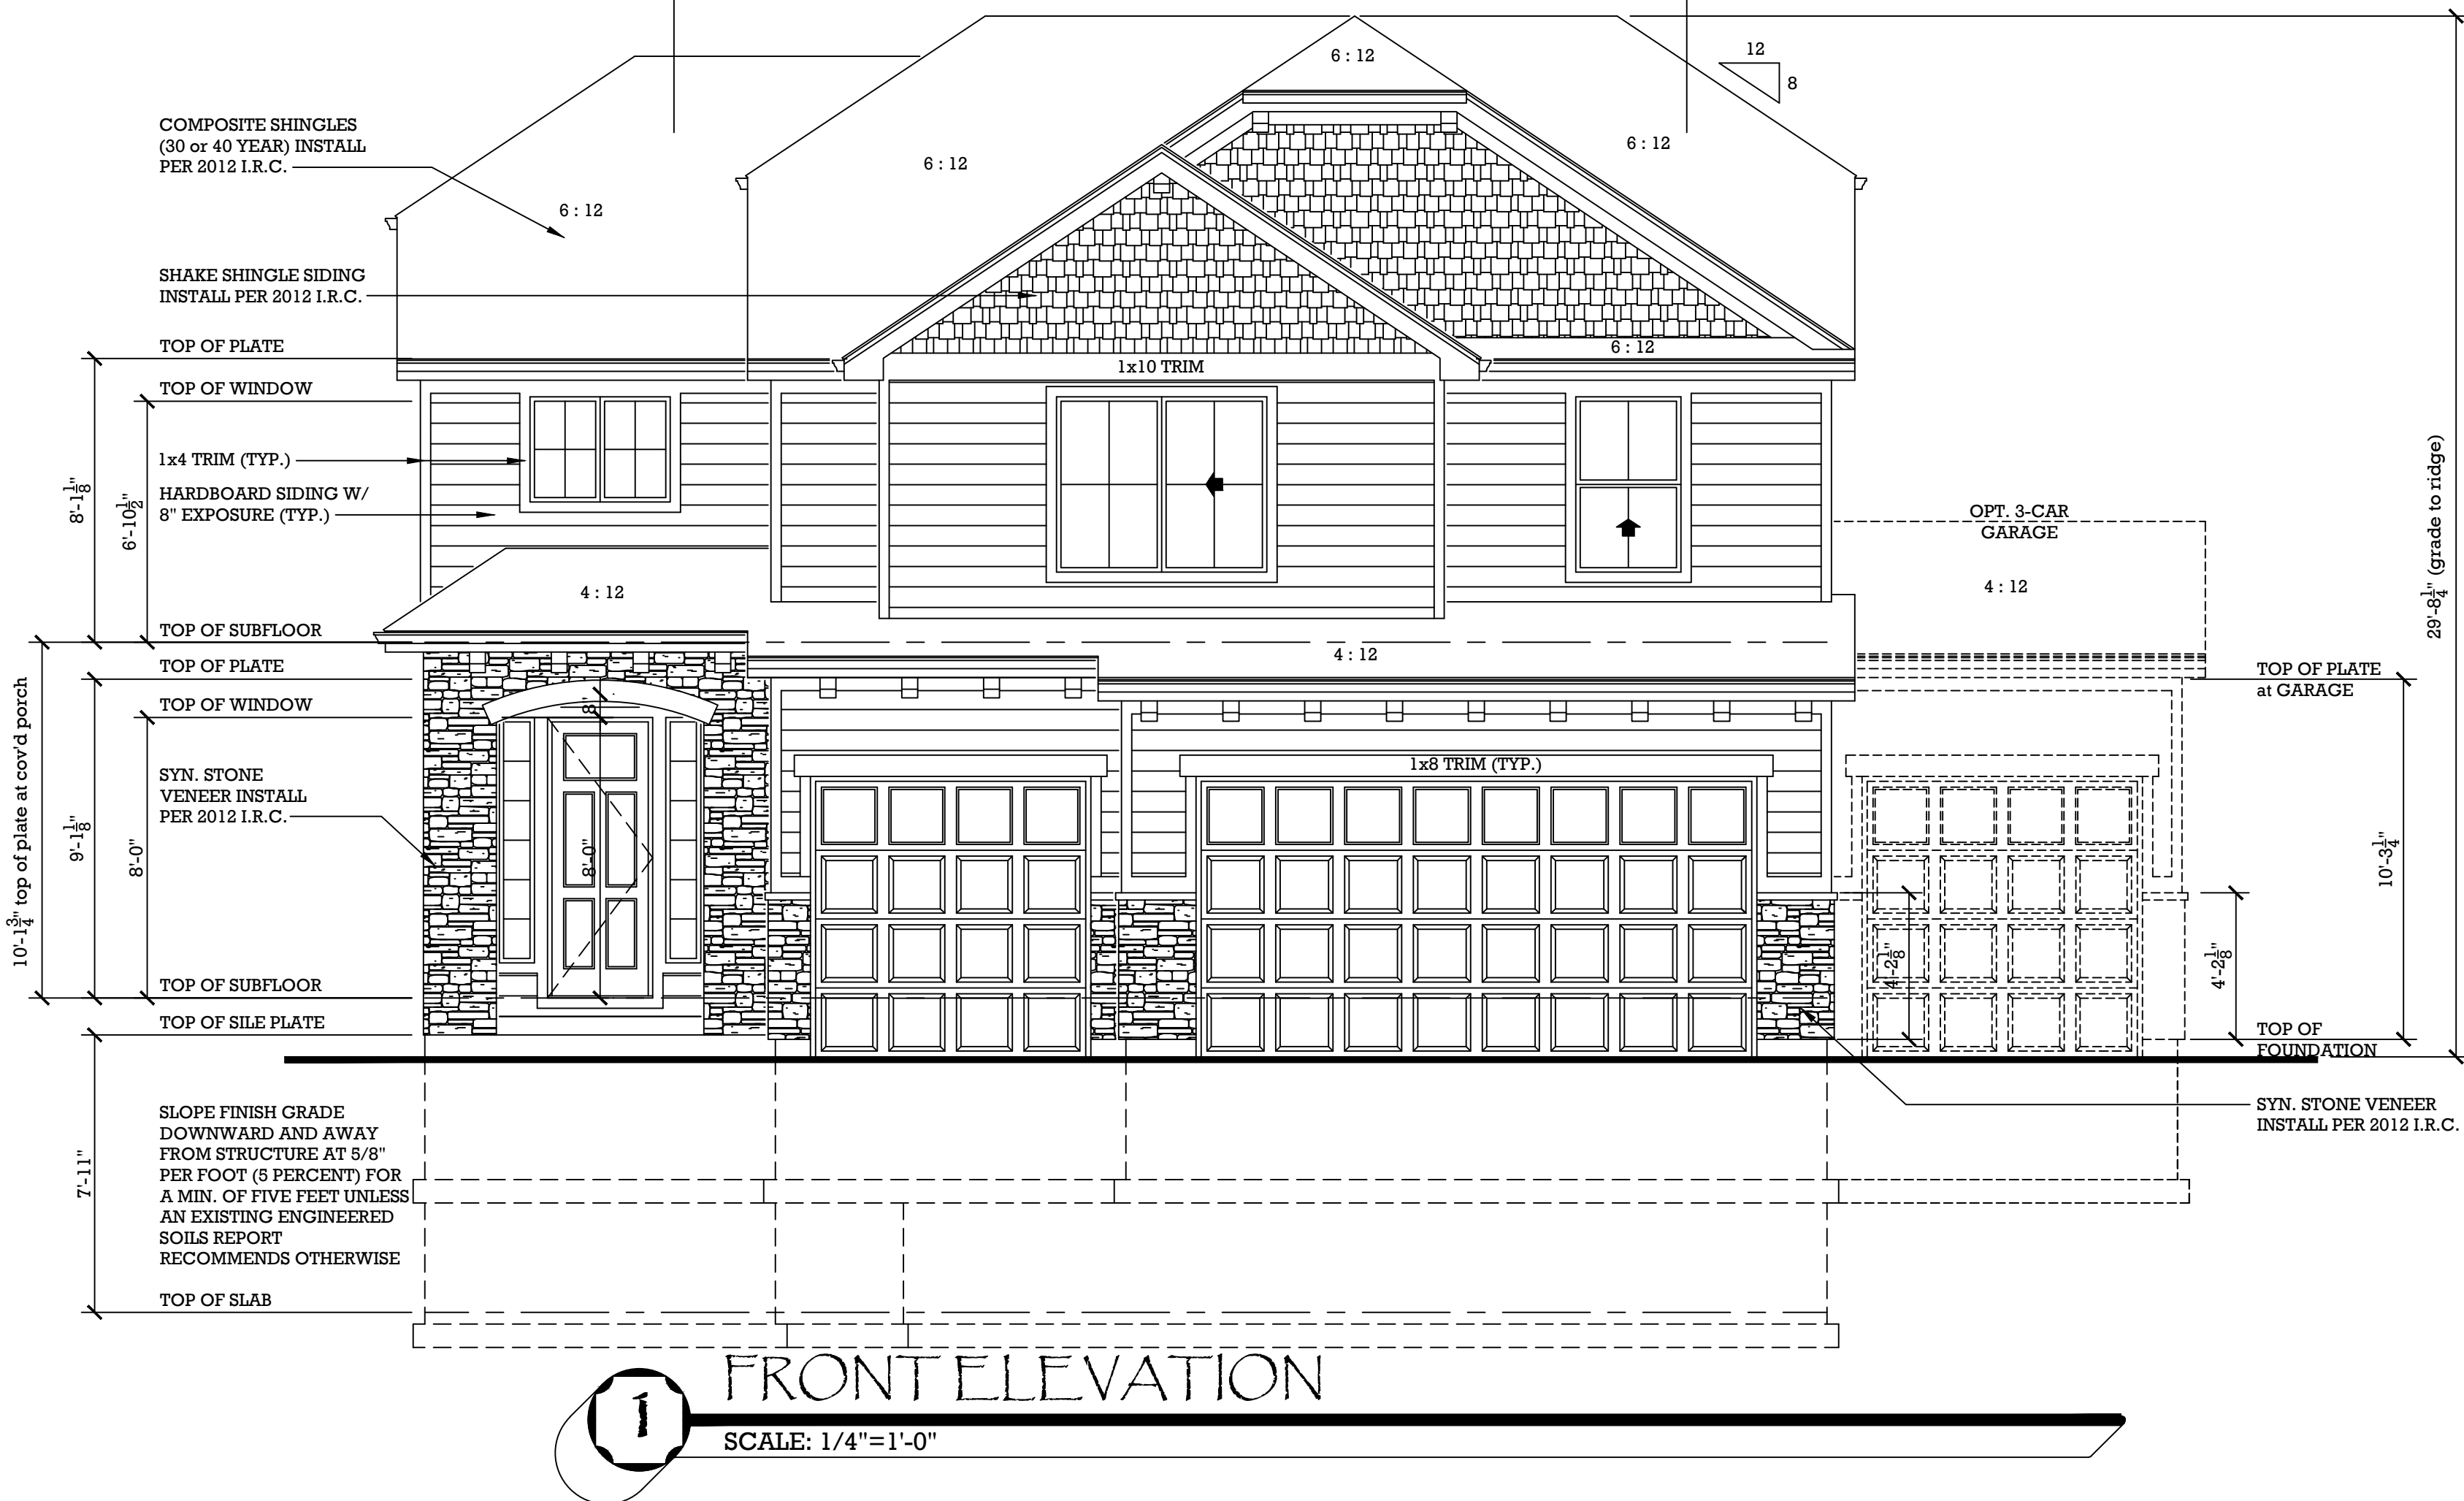 6 : 12
12
8
COMPOSITE SHINGLES
(30 or 40 YEAR) INSTALL
PER 2012 I.R.C.
6 : 12
6 : 12
6 : 12
SHAKE SHINGLE SIDING
INSTALL PER 2012 I.R.C.
TOP OF PLATE
6 : 12
1x10 TRIM
TOP OF WINDOW
1x4 TRIM (TYP.)
HARDBOARD SIDING W/
8" EXPOSURE (TYP.)
8'-1 1/8"
6'-10 1/2"
29'-8 1/4" (grade to ridge)
OPT. 3-CAR
GARAGE
4 : 12
4 : 12
TOP OF SUBFLOOR
4 : 12
TOP OF PLATE
TOP OF PLATE
at GARAGE
TOP OF WINDOW
8"
10'-1 3/4" top of plate at cov'd porch
9'-1 1/8"
8'-0"
SYN. STONE
VENEER INSTALL
PER 2012 I.R.C.
1x8 TRIM (TYP.)
8'-0"
10'-3 1/4"
4'-2 1/8"
4'-2 1/8"
TOP OF SUBFLOOR
TOP OF SILE PLATE
TOP OF
FOUNDATION
SLOPE FINISH GRADE
DOWNWARD AND AWAY
FROM STRUCTURE AT 5/8"
PER FOOT (5 PERCENT) FOR
A MIN. OF FIVE FEET UNLESS
AN EXISTING ENGINEERED
SOILS REPORT
RECOMMENDS OTHERWISE
SYN. STONE VENEER
INSTALL PER 2012 I.R.C.
7'-11"
TOP OF SLAB
FRONT ELEVATION
1
SCALE: 1/4"=1'-0"